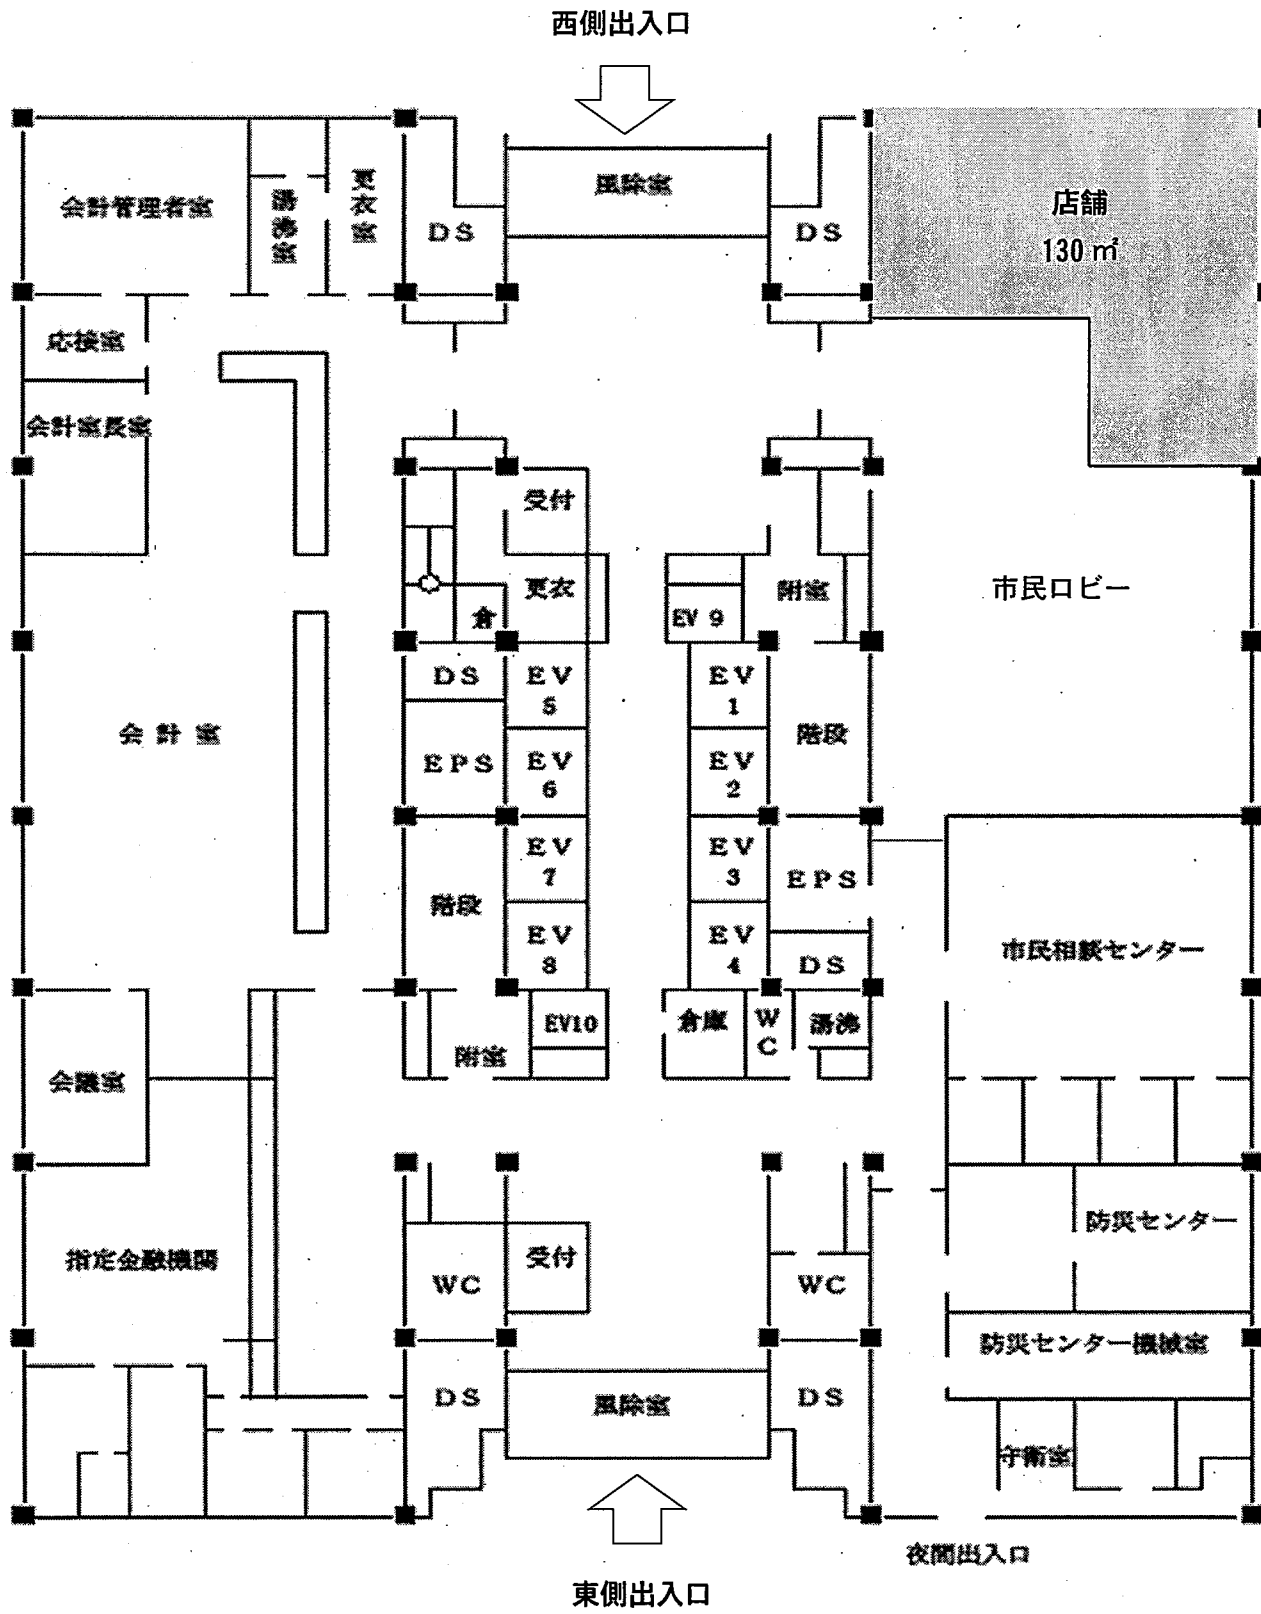 西側出入口
風除室
会計管理者室
湯沸室
更衣室
DS
DS
店舗
130㎡
応接室
会計室長室
受付
更衣
倉
EV 9
附室
市民ロビー
DS
EV
5
EV
1
階段
会計室
EPS
EV
6
EV
2
EV
7
EV
3
EPS
階段
EV
8
EV
4
DS
市民相談センター
EV10
倉庫
WC
湯沸
附室
会議室
防災センター
指定金融機関
受付
WC
WC
防災センター機械室
DS
風除室
DS
守衛室
夜間出入口
東側出入口